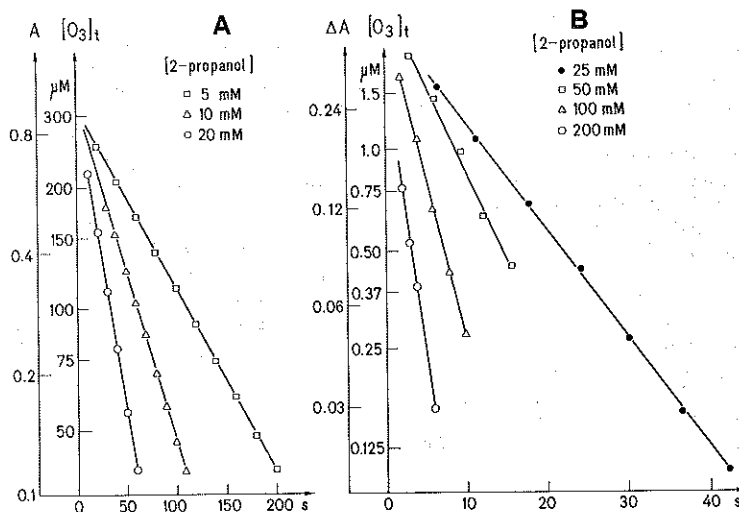 A
A [O₃]t
[2-propanol]
μM
□ 5 mM
△ 10 mM
○ 20 mM
300
200
150
100
75
50
0.8
0.4
0.2
0.1
0 50 100 150 200 s
B
ΔA [O₃]t
[2-propanol]
μM
● 25 mM
□ 50 mM
△ 100 mM
○ 200 mM
1.5
1.0
0.75
0.50
0.37
0.25
0.125
0.24
0.12
0.06
0.03
0 10 20 30 40 s